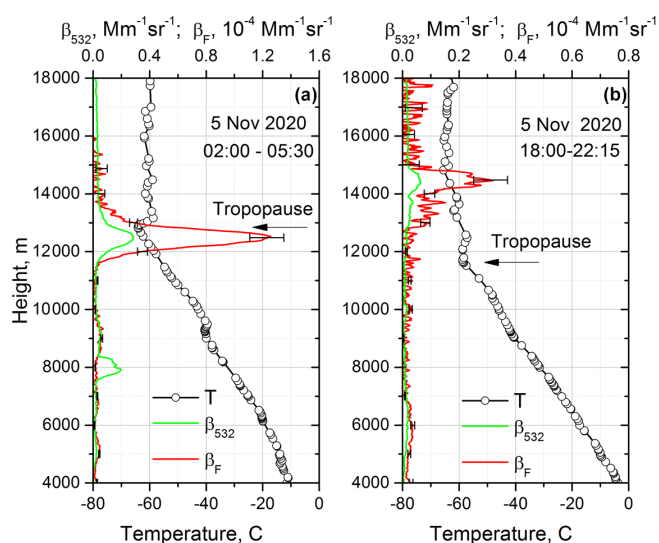 β532, Mm-1sr-1; βF, 10-4 Mm-1sr-1
β532, Mm-1sr-1; βF, 10-4 Mm-1sr-1
0.0 0.4 0.8 1.2 1.6
0.0 0.2 0.4 0.6 0.8
18000
(a)
(b)
5 Nov 2020
02:00 - 05:30
5 Nov 2020
18:00-22:15
16000
14000
Tropopause
12000
Tropopause
Height, m
10000
8000
6000
4000
T
β532
βF
T
β532
βF
-80 -60 -40 -20 0
-80 -60 -40 -20 0
Temperature, C
Temperature, C
18000
16000
14000
12000
10000
8000
6000
4000